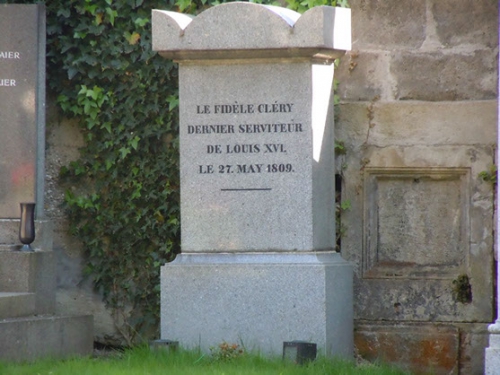 LE FIDÈLE CLÉRY
DERNIER SERVITEUR
DE LOUIS XVI.
LE 27. MAY 1809.